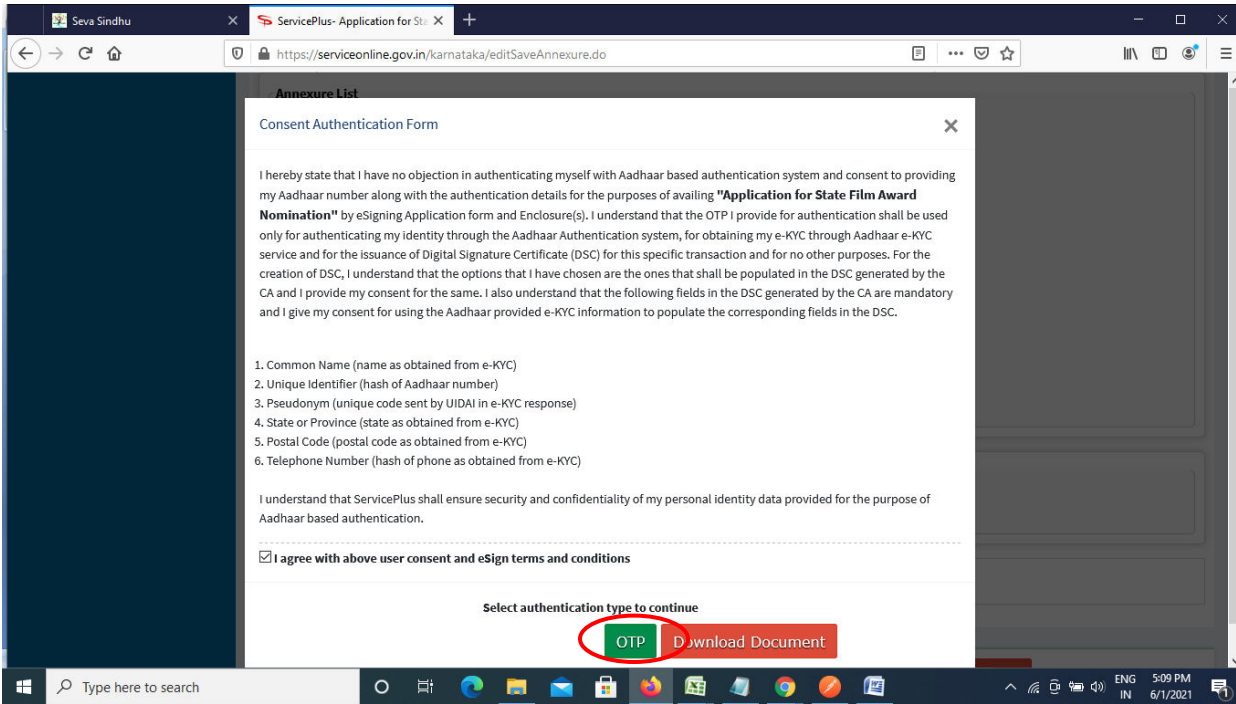 Seva Sindhu
ServicePlus- Application for Sta
https://serviceonline.gov.in/karnataka/editSaveAnnexure.do
Annexure List
Consent Authentication Form
I hereby state that I have no objection in authenticating myself with Aadhaar based authentication system and consent to providing
my Aadhaar number along with the authentication details for the purposes of availing "Application for State Film Award
Nomination" by eSigning Application form and Enclosure(s). I understand that the OTP I provide for authentication shall be used
only for authenticating my identity through the Aadhaar Authentication system, for obtaining my e-KYC through Aadhaar e-KYC
service and for the issuance of Digital Signature Certificate (DSC) for this specific transaction and for no other purposes. For the
creation of DSC, I understand that the options that I have chosen are the ones that shall be populated in the DSC generated by the
CA and I provide my consent for the same. I also understand that the following fields in the DSC generated by the CA are mandatory
and I give my consent for using the Aadhaar provided e-KYC information to populate the corresponding fields in the DSC.
1. Common Name (name as obtained from e-KYC)
2. Unique Identifier (hash of Aadhaar number)
3. Pseudonym (unique code sent by UIDAI in e-KYC response)
4. State or Province (state as obtained from e-KYC)
5. Postal Code (postal code as obtained from e-KYC)
6. Telephone Number (hash of phone as obtained from e-KYC)
I understand that ServicePlus shall ensure security and confidentiality of my personal identity data provided for the purpose of
Aadhaar based authentication.
I agree with above user consent and eSign terms and conditions
Select authentication type to continue
OTP
Download Document
Type here to search
ENG
IN
5:09 PM
6/1/2021
1